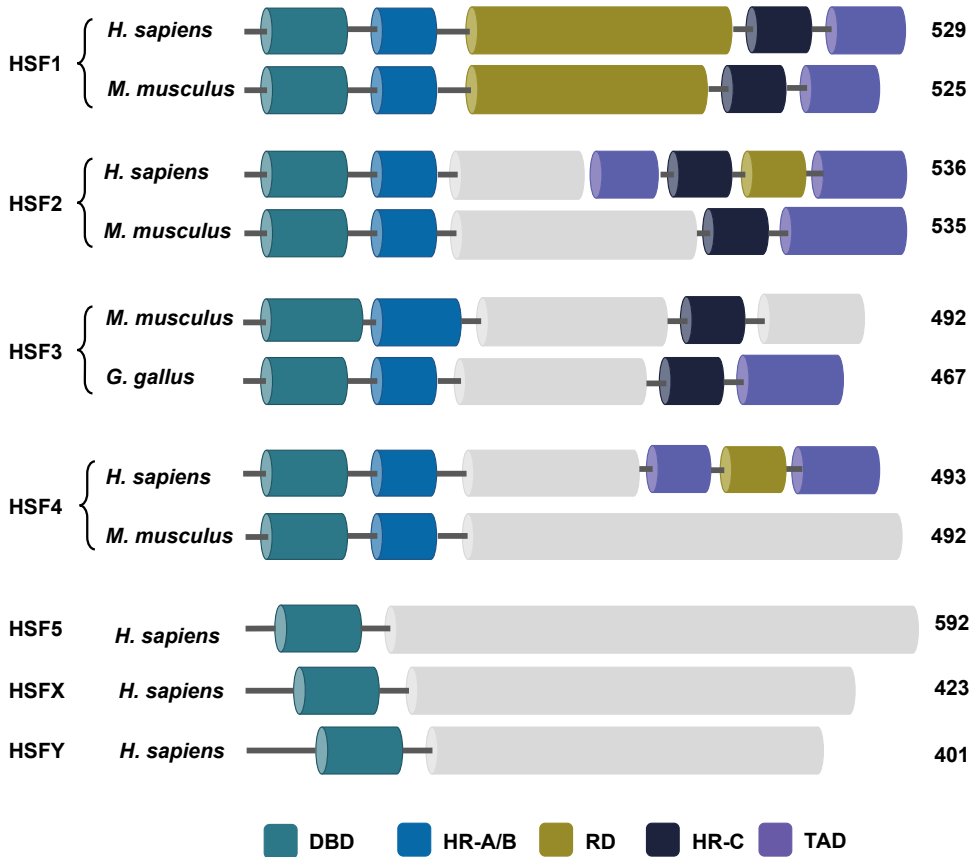 HSF1 H. sapiens 529
M. musculus 525
HSF2 H. sapiens 536
M. musculus 535
HSF3 M. musculus 492
G. gallus 467
HSF4 H. sapiens 493
M. musculus 492
HSF5 H. sapiens 592
HSFX H. sapiens 423
HSFY H. sapiens 401
DBD HR-A/B RD HR-C TAD